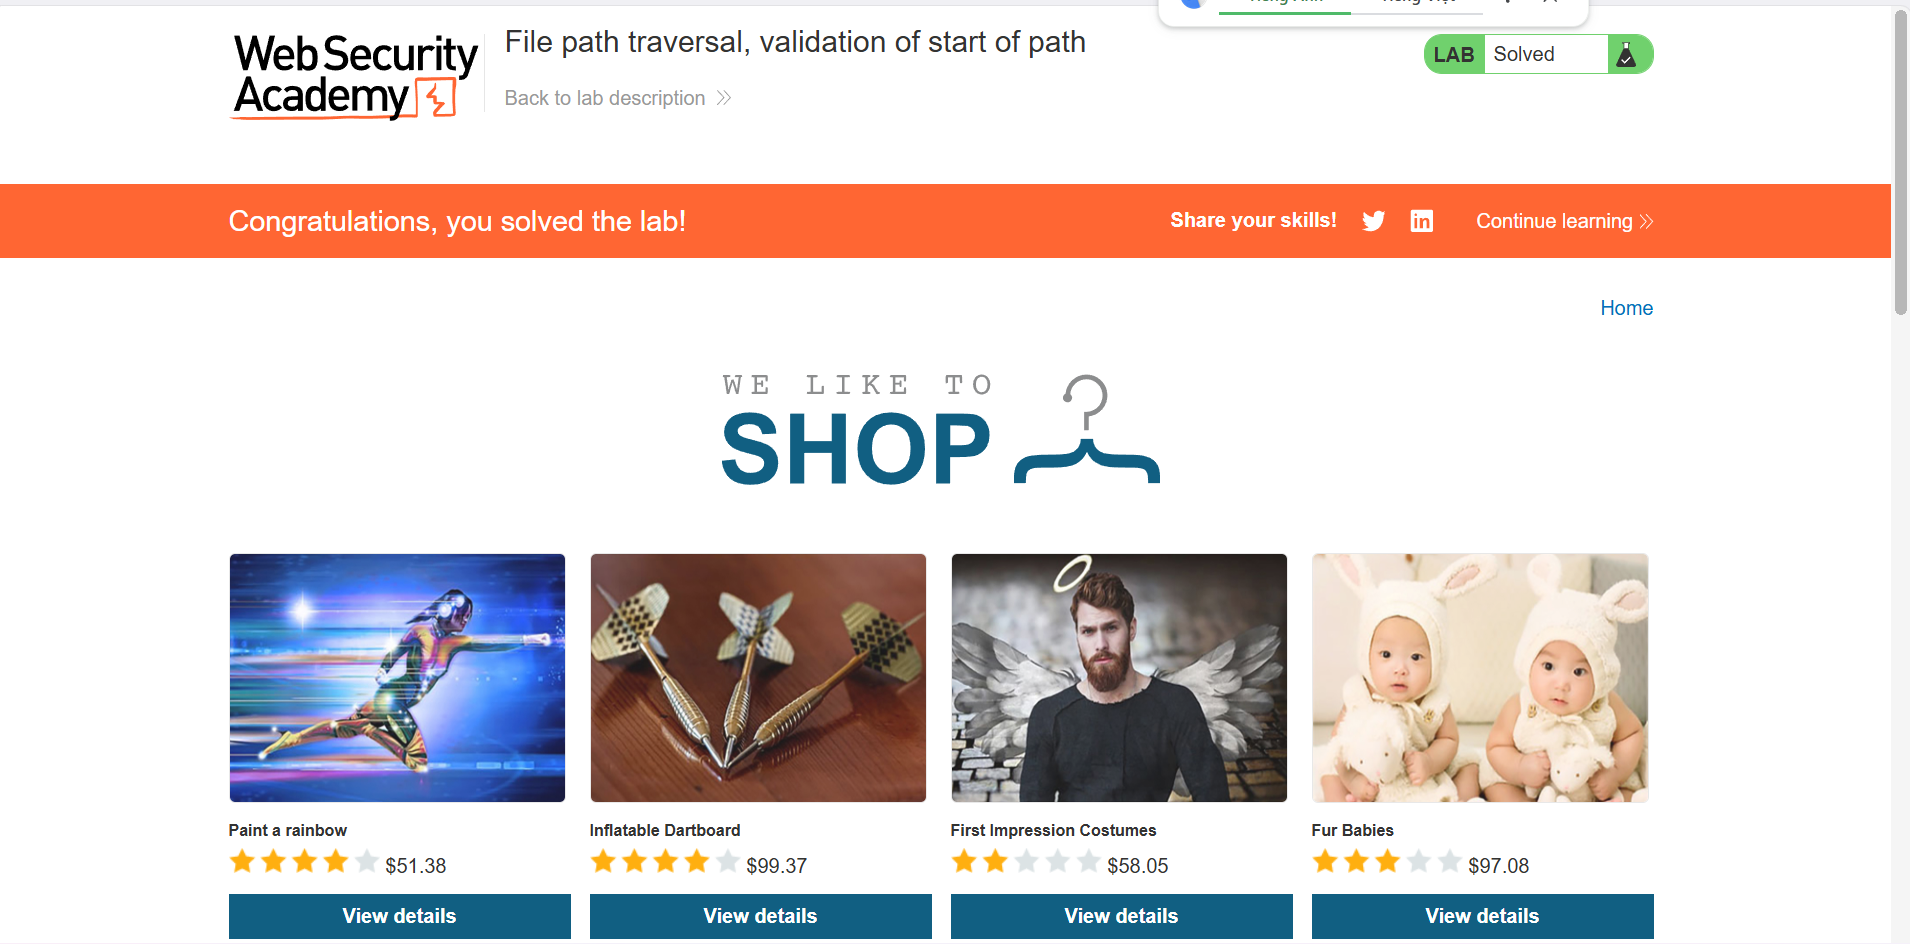 Web Security
Academy
File path traversal, validation of start of path
Back to lab description
LAB Solved
Congratulations, you solved the lab!
Share your skills!
Continue learning
Home
WE LIKE TO
SHOP
Paint a rainbow
$51.38
View details
Inflatable Dartboard
$99.37
View details
First Impression Costumes
$58.05
View details
Fur Babies
$97.08
View details